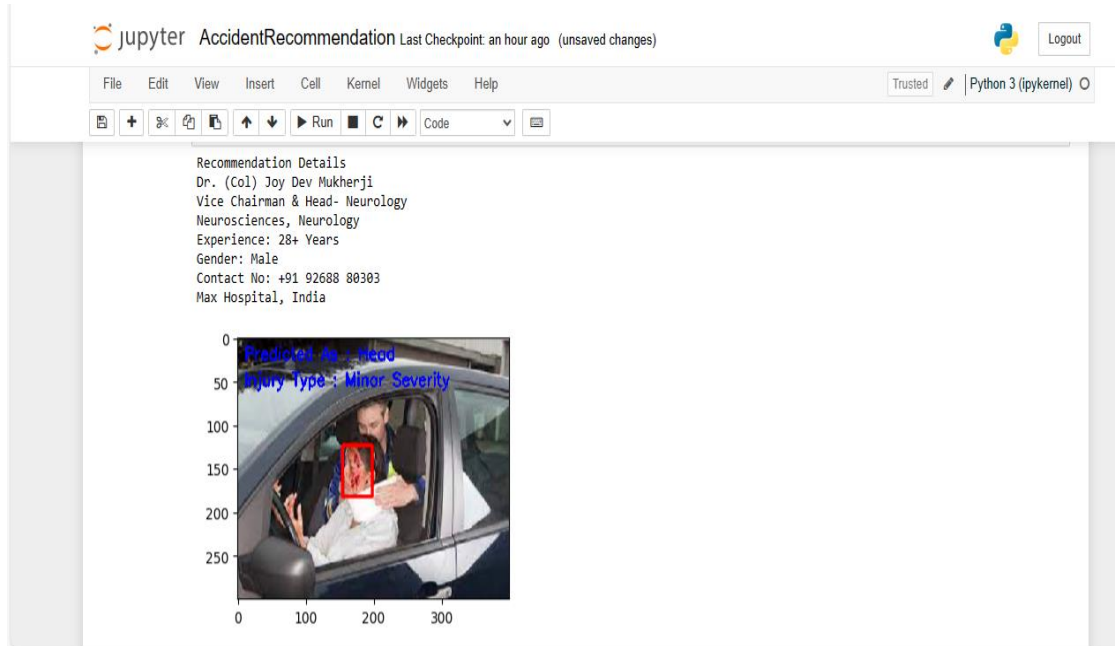 jupyter AccidentRecommendation Last Checkpoint: an hour ago (unsaved changes)
Logout
File Edit View Insert Cell Kernel Widgets Help
Trusted Python 3 (ipykernel)
Run Code
Recommendation Details
Dr. (Col) Joy Dev Mukherji
Vice Chairman & Head- Neurology
Neurosciences, Neurology
Experience: 28+ Years
Gender: Male
Contact No: +91 92688 80303
Max Hospital, India
0
Predicted As : Head
Injury Type : Minor Severity
50
100
150
200
250
0 100 200 300